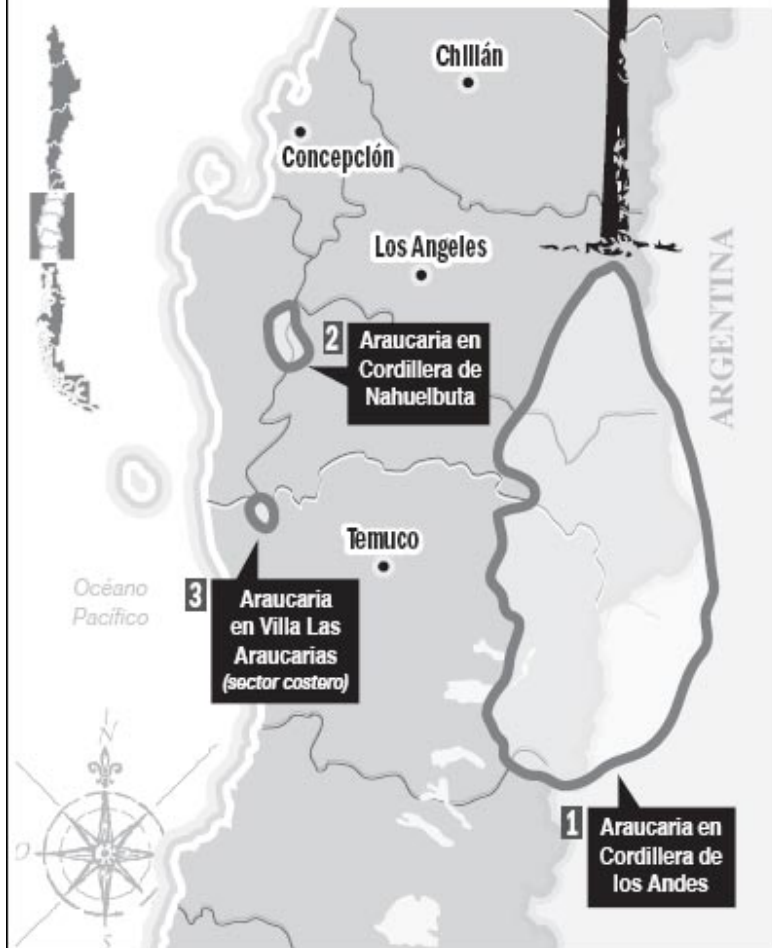 Chillán
Concepción
Los Angeles
ARGENTINA
2
Araucaria en
Cordillera de
Nahuelbuta
Temuco
Océano
Pacífico
3
Araucaria
en Villa Las
Araucarias
(sector costero)
1
Araucaria en
Cordillera de
los Andes
N
O
E
S